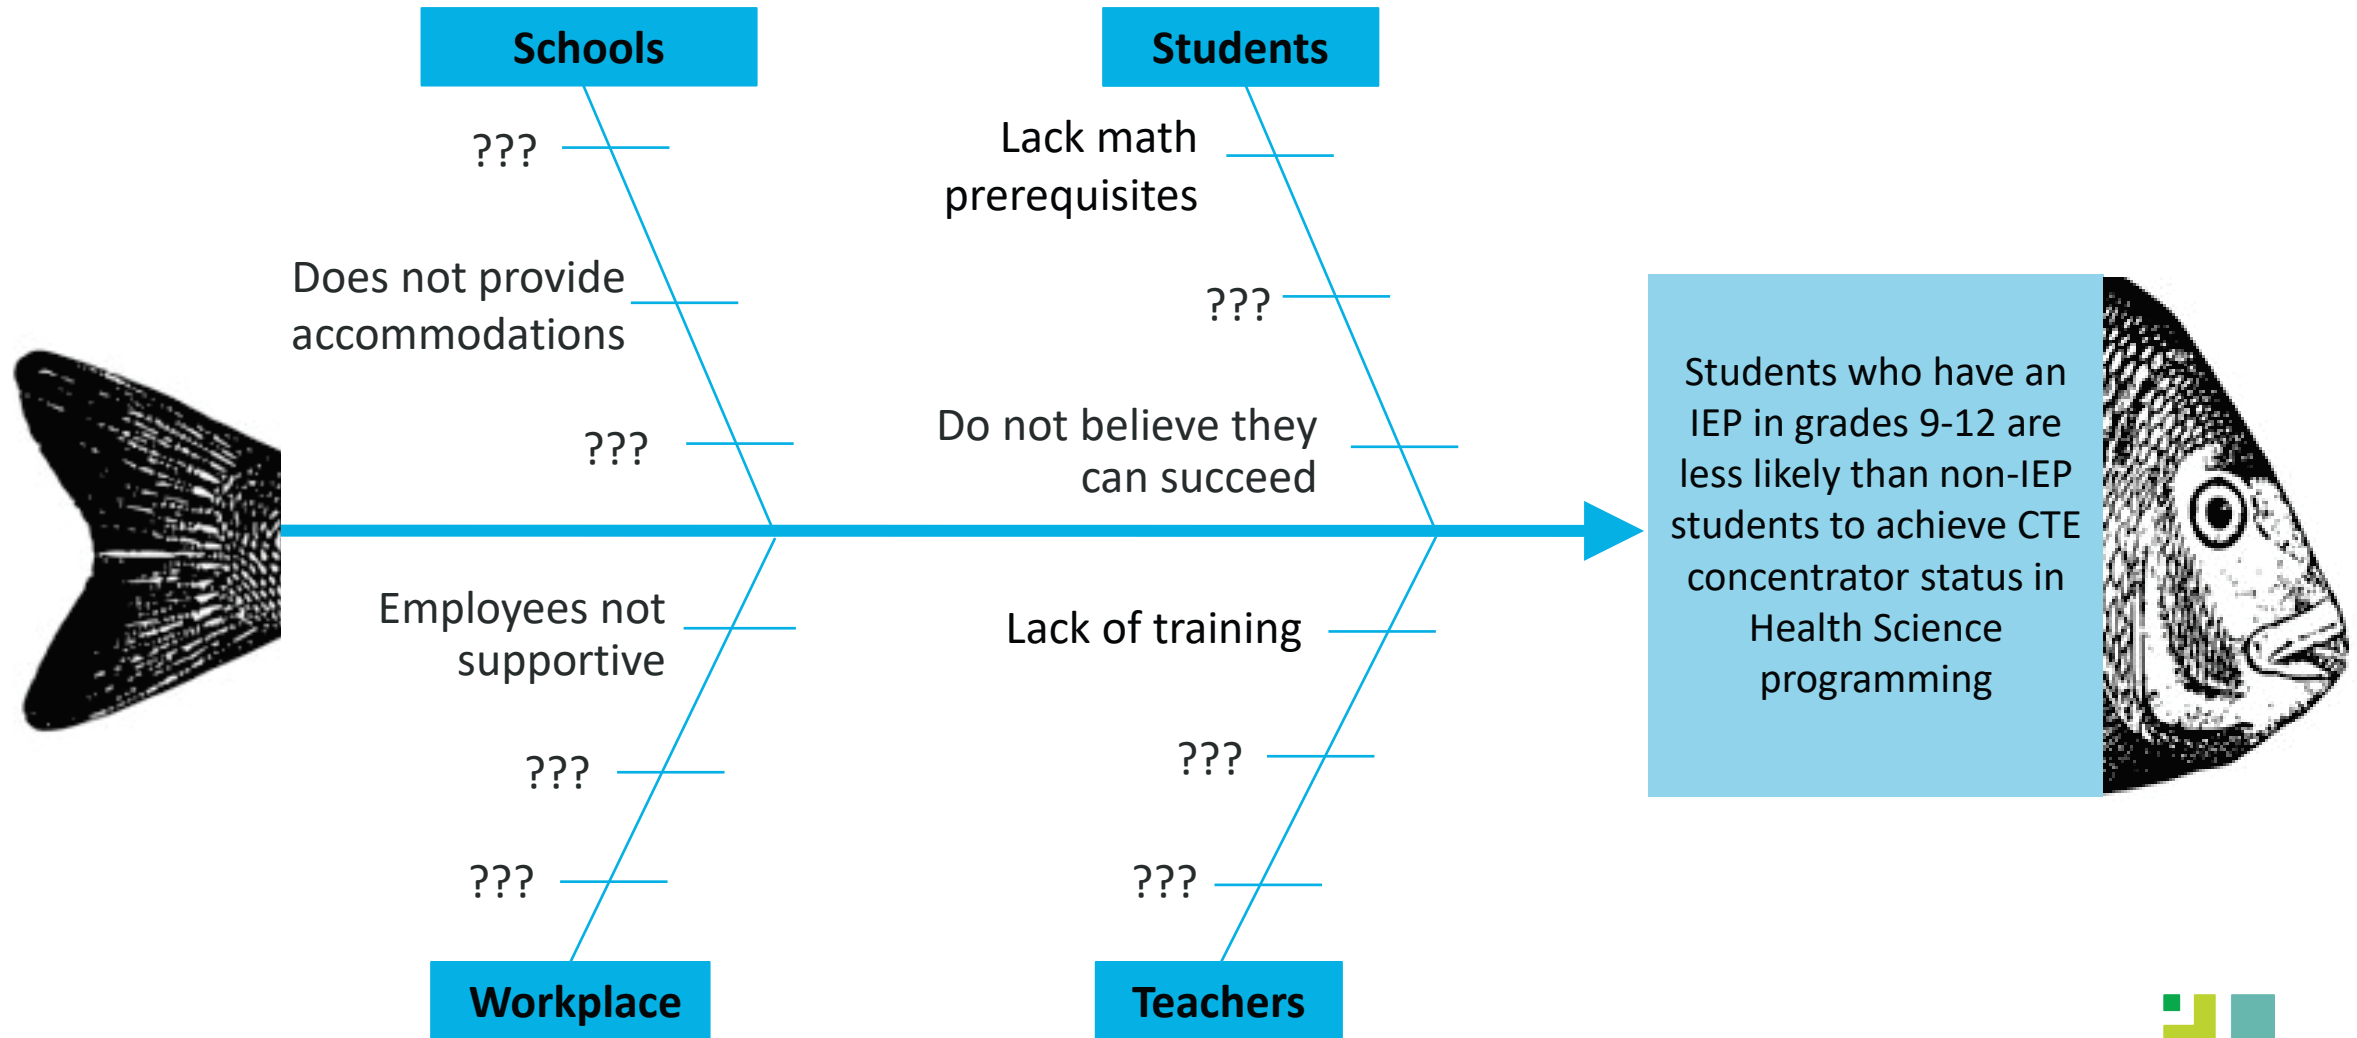 Schools
Students
???
Lack math
prerequisites
Does not provide
accommodations
???
???
Do not believe they
can succeed
Students who have an
IEP in grades 9-12 are
less likely than non-IEP
students to achieve CTE
concentrator status in
Health Science
programming
Employees not
supportive
Lack of training
???
???
???
???
Workplace
Teachers